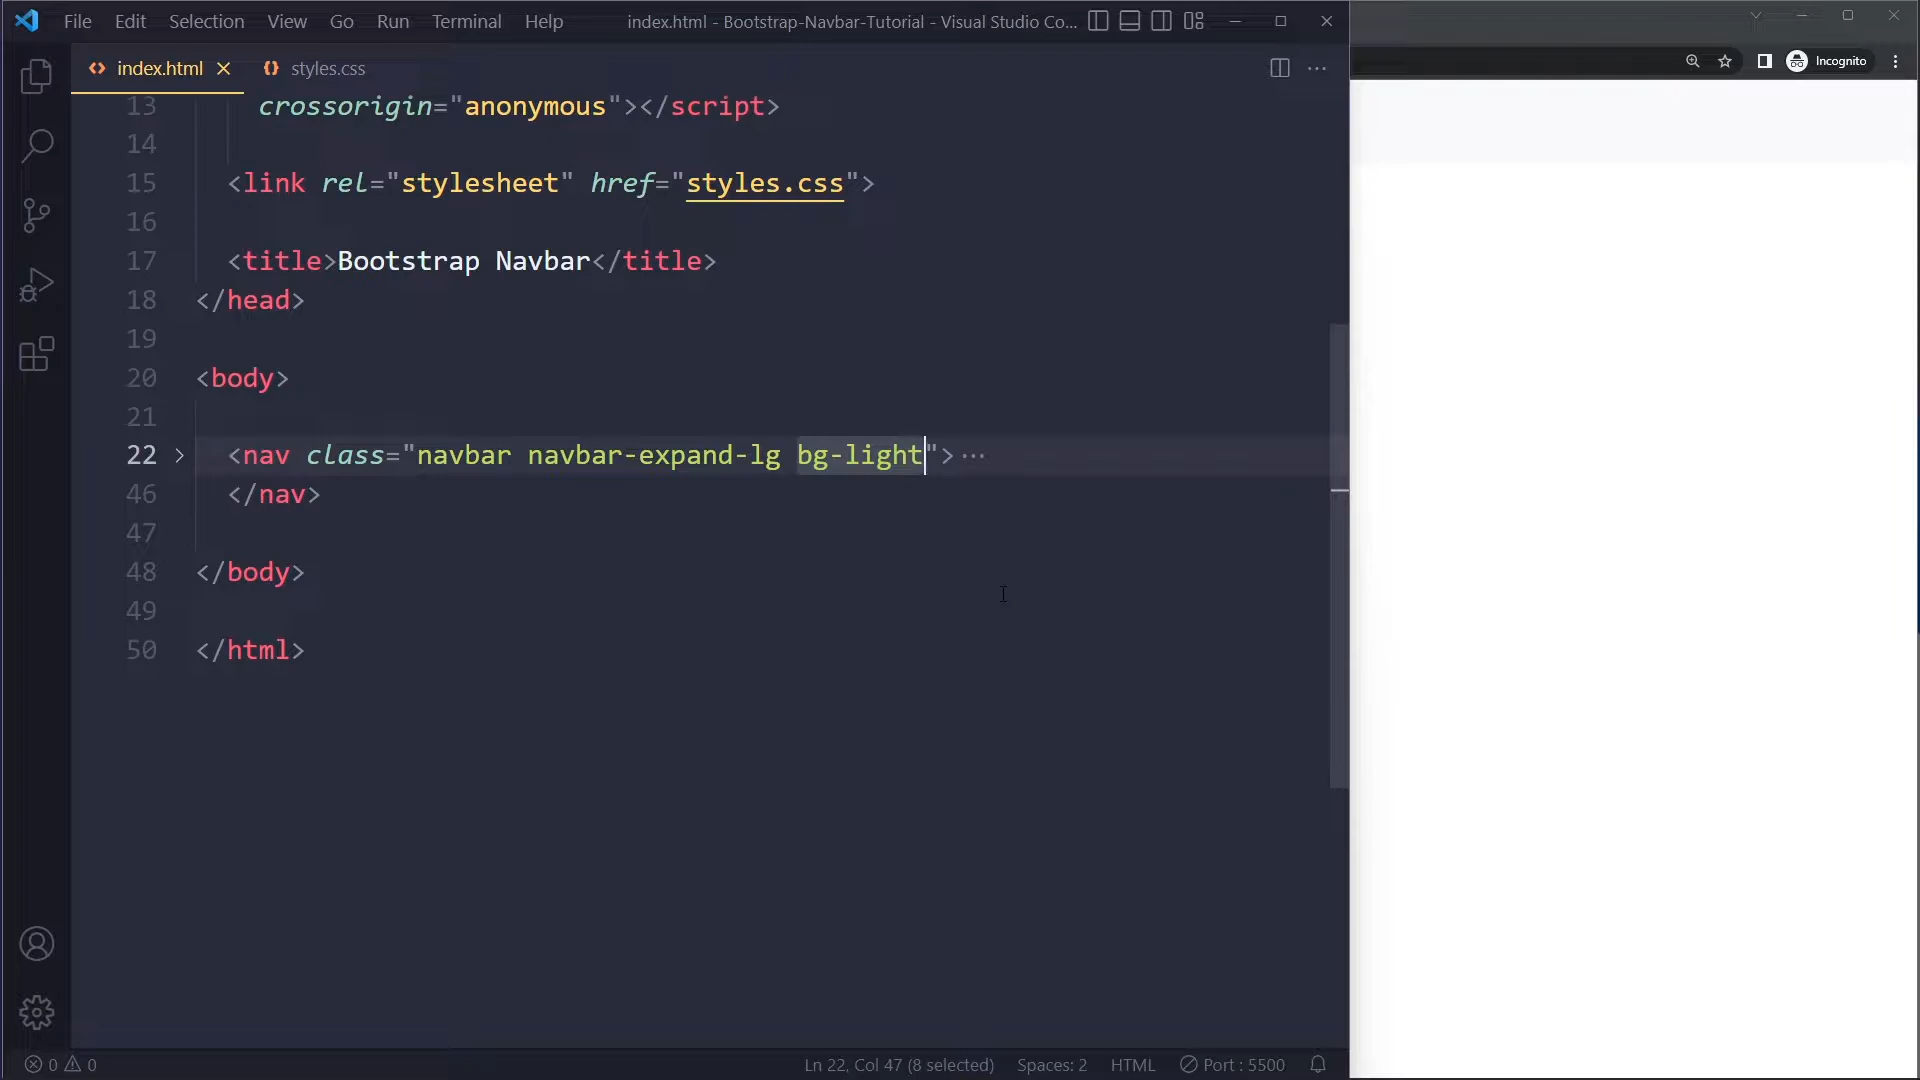 File Edit Selection View Go Run Terminal Help index.html - Bootstrap-Navbar-Tutorial - Visual Studio Co...
Incognito
index.html styles.css
13 crossorigin="anonymous"></script>
14
15 <link rel="stylesheet" href="styles.css">
16
17 <title>Bootstrap Navbar</title>
18 </head>
19
20 <body>
21
22 <nav class="navbar navbar-expand-lg bg-light">···
46 </nav>
47
48 </body>
49
50 </html>
0 0 Ln 22, Col 47 (8 selected) Spaces: 2 HTML Port : 5500